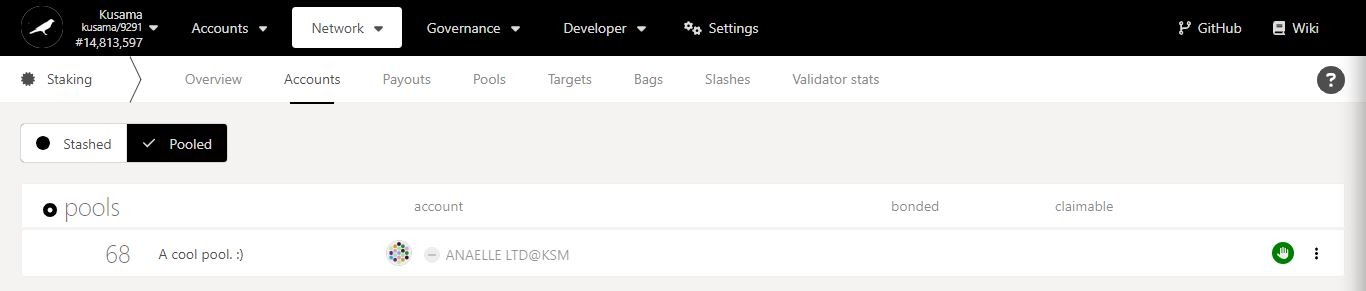 Kusama
kusama/9291
#14,813,597
Accounts
Network
Governance
Developer
Settings
GitHub
Wiki
Staking
Overview
Accounts
Payouts
Pools
Targets
Bags
Slashes
Validator stats
?
Stashed
Pooled
pools account bonded claimable
68 A cool pool. :) ANAELLE LTD@KSM